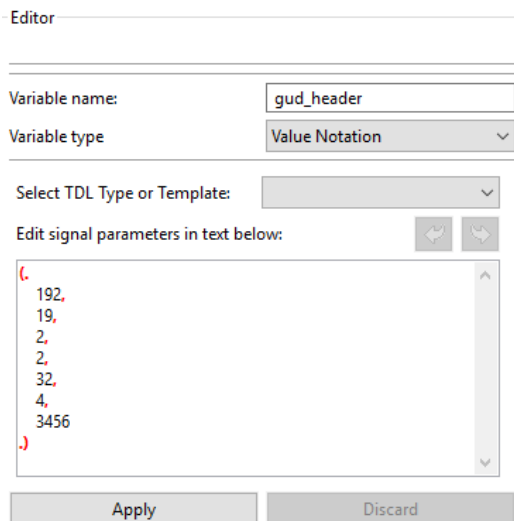 Editor
Variable name: gud_header
Variable type Value Notation
Select TDL Type or Template:
Edit signal parameters in text below:
(.
192,
19,
2,
2,
32,
4,
3456
.)
Apply Discard